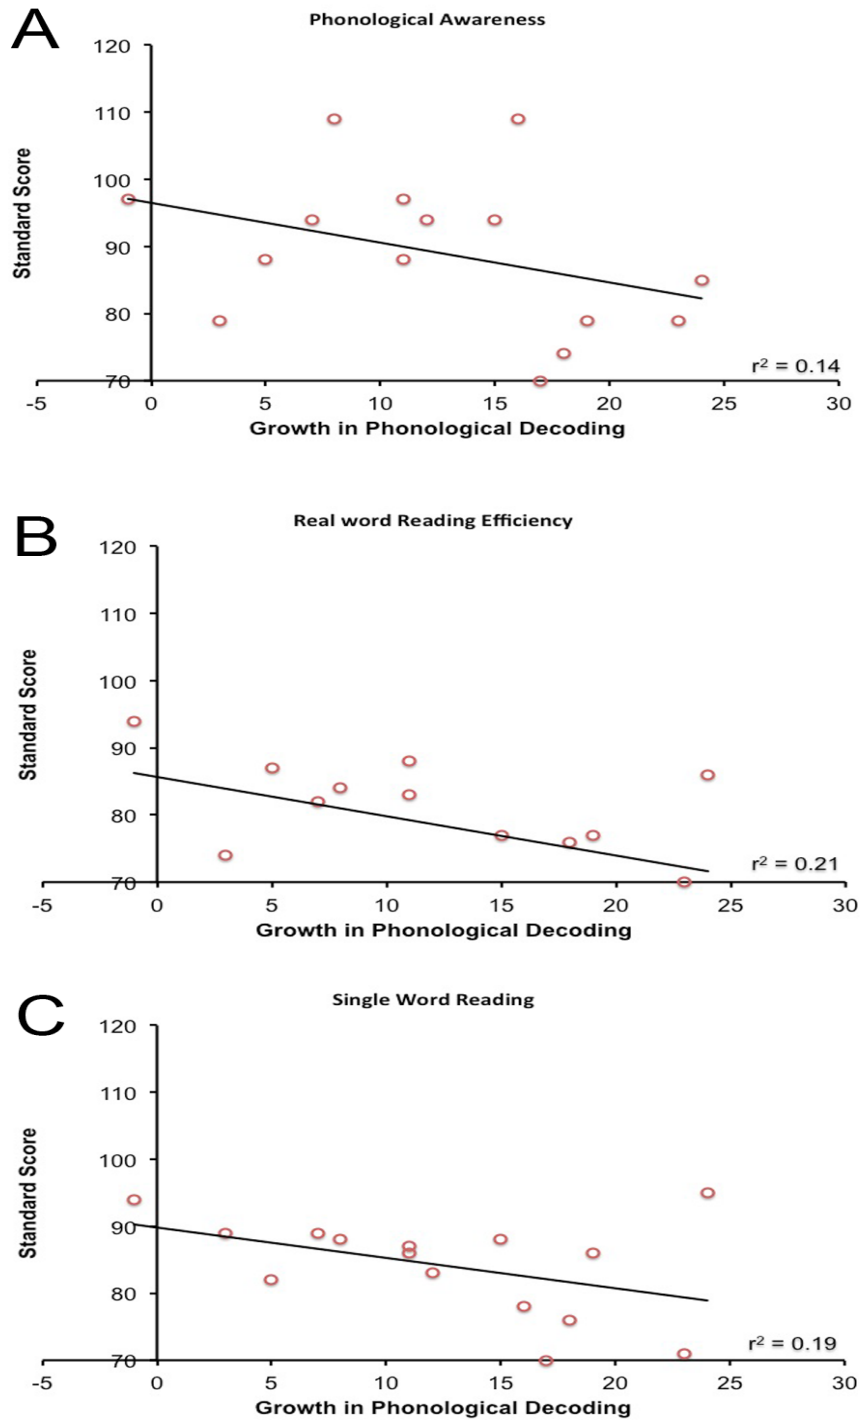 A
Phonological Awareness
120
110
100
90
80
70
Standard Score
r² = 0.14
-5 0 5 10 15 20 25 30
Growth in Phonological Decoding
B
Real word Reading Efficiency
120
110
100
90
80
70
Standard Score
r² = 0.21
-5 0 5 10 15 20 25 30
Growth in Phonological Decoding
C
Single Word Reading
120
110
100
90
80
70
Standard Score
r² = 0.19
-5 0 5 10 15 20 25 30
Growth in Phonological Decoding